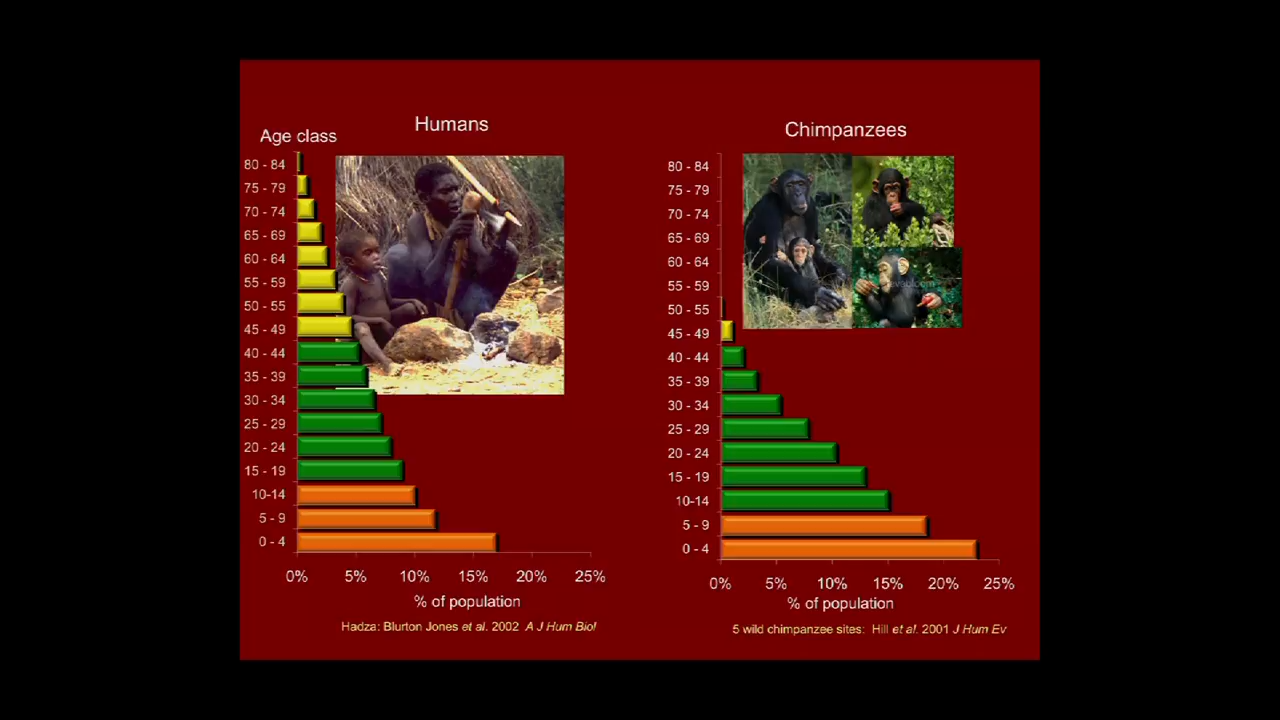 Humans
Age class
80 - 84
75 - 79
70 - 74
65 - 69
60 - 64
55 - 59
50 - 55
45 - 49
40 - 44
35 - 39
30 - 34
25 - 29
20 - 24
15 - 19
10-14
5 - 9
0 - 4
0% 5% 10% 15% 20% 25%
% of population
Hadza: Blurton Jones et al. 2002 A J Hum Biol
Chimpanzees
80 - 84
75 - 79
70 - 74
65 - 69
60 - 64
55 - 59
50 - 55
45 - 49
40 - 44
35 - 39
30 - 34
25 - 29
20 - 24
15 - 19
10-14
5 - 9
0 - 4
0% 5% 10% 15% 20% 25%
% of population
5 wild chimpanzee sites: Hill et al. 2001 J Hum Ev